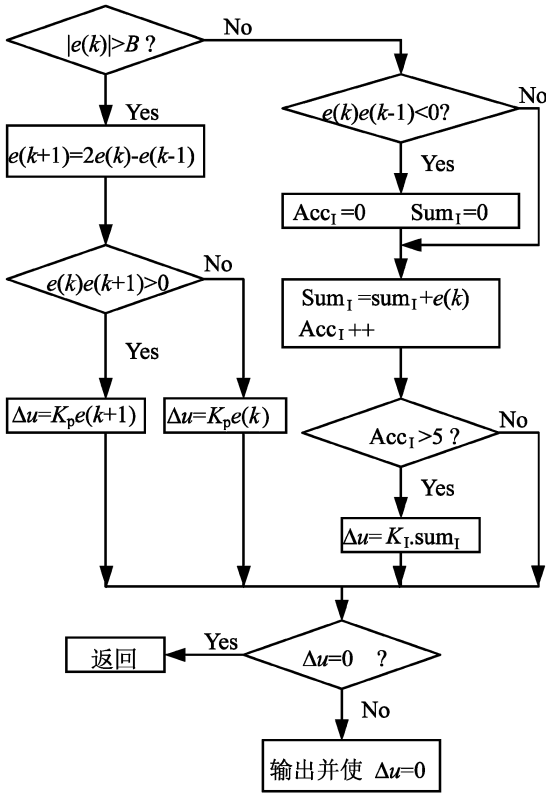 |e(k)|>B ?
No
Yes
e(k+1)=2e(k)-e(k-1)
e(k)e(k+1)>0
No
Yes
Δu=Kpe(k+1)
Δu=Kpe(k)
e(k)e(k-1)<0?
No
Yes
AccI=0 SumI=0
SumI=sumI+e(k)
AccI++
AccI>5 ?
No
Yes
Δu=KI.sumI
Δu=0 ?
Yes
返回
No
输出并使 Δu=0